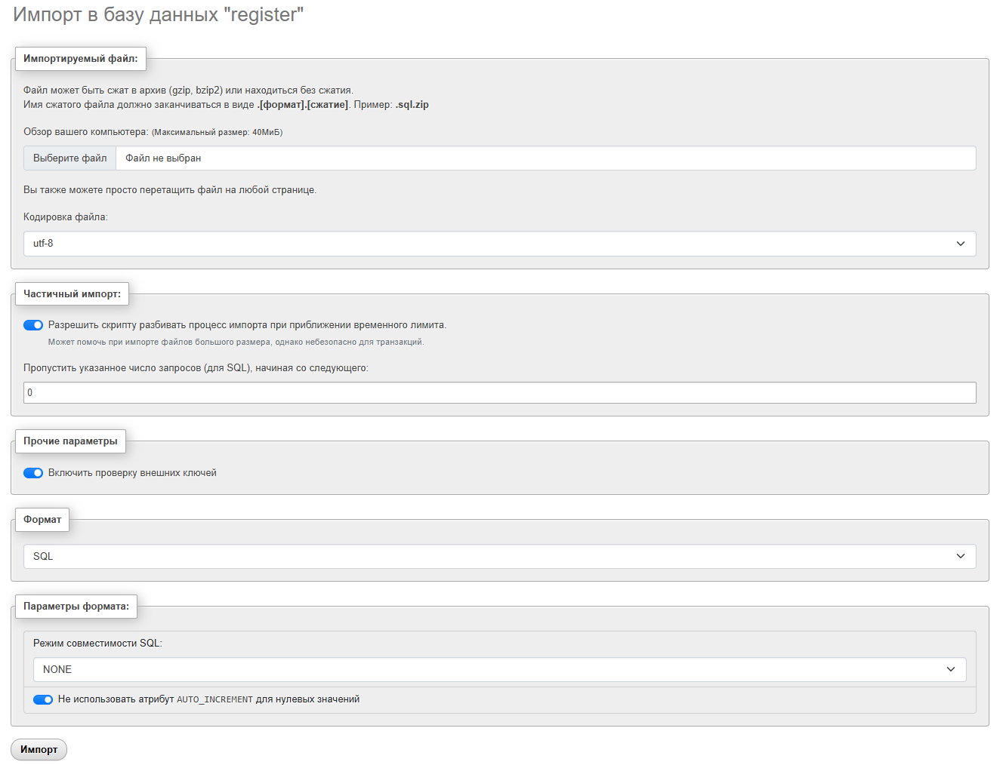 Импорт в базу данных "register"
Импортируемый файл:
Файл может быть сжат в архив (gzip, bzip2) или находиться без сжатия.
Имя сжатого файла должно заканчиваться в виде .[формат].[сжатие]. Пример: .sql.zip
Обзор вашего компьютера: (Максимальный размер: 40МиБ)
Выберите файл Файл не выбран
Вы также можете просто перетащить файл на любой странице.
Кодировка файла:
utf-8
Частичный импорт:
Разрешить скрипту разбивать процесс импорта при приближении временного лимита.
Может помочь при импорте файлов большого размера, однако небезопасно для транзакций.
Пропустить указанное число запросов (для SQL), начиная со следующего:
0
Прочие параметры
Включить проверку внешних ключей
Формат
SQL
Параметры формата:
Режим совместимости SQL:
NONE
Не использовать атрибут AUTO_INCREMENT для нулевых значений
Импорт